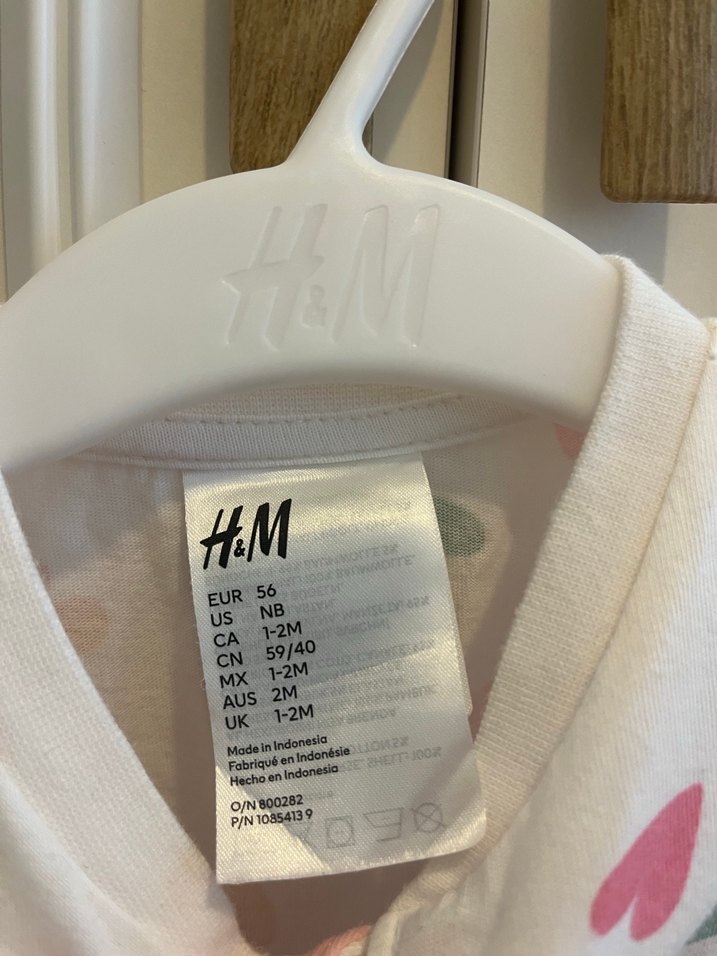 H&M
H&M
EUR 56
US NB
CA 1-2M
CN 59/40
MX 1-2M
AUS 2M
UK 1-2M
Made in Indonesia
Fabriqué en Indonésie
Hecho en Indonesia
O/N 800282
P/N 1085413 9